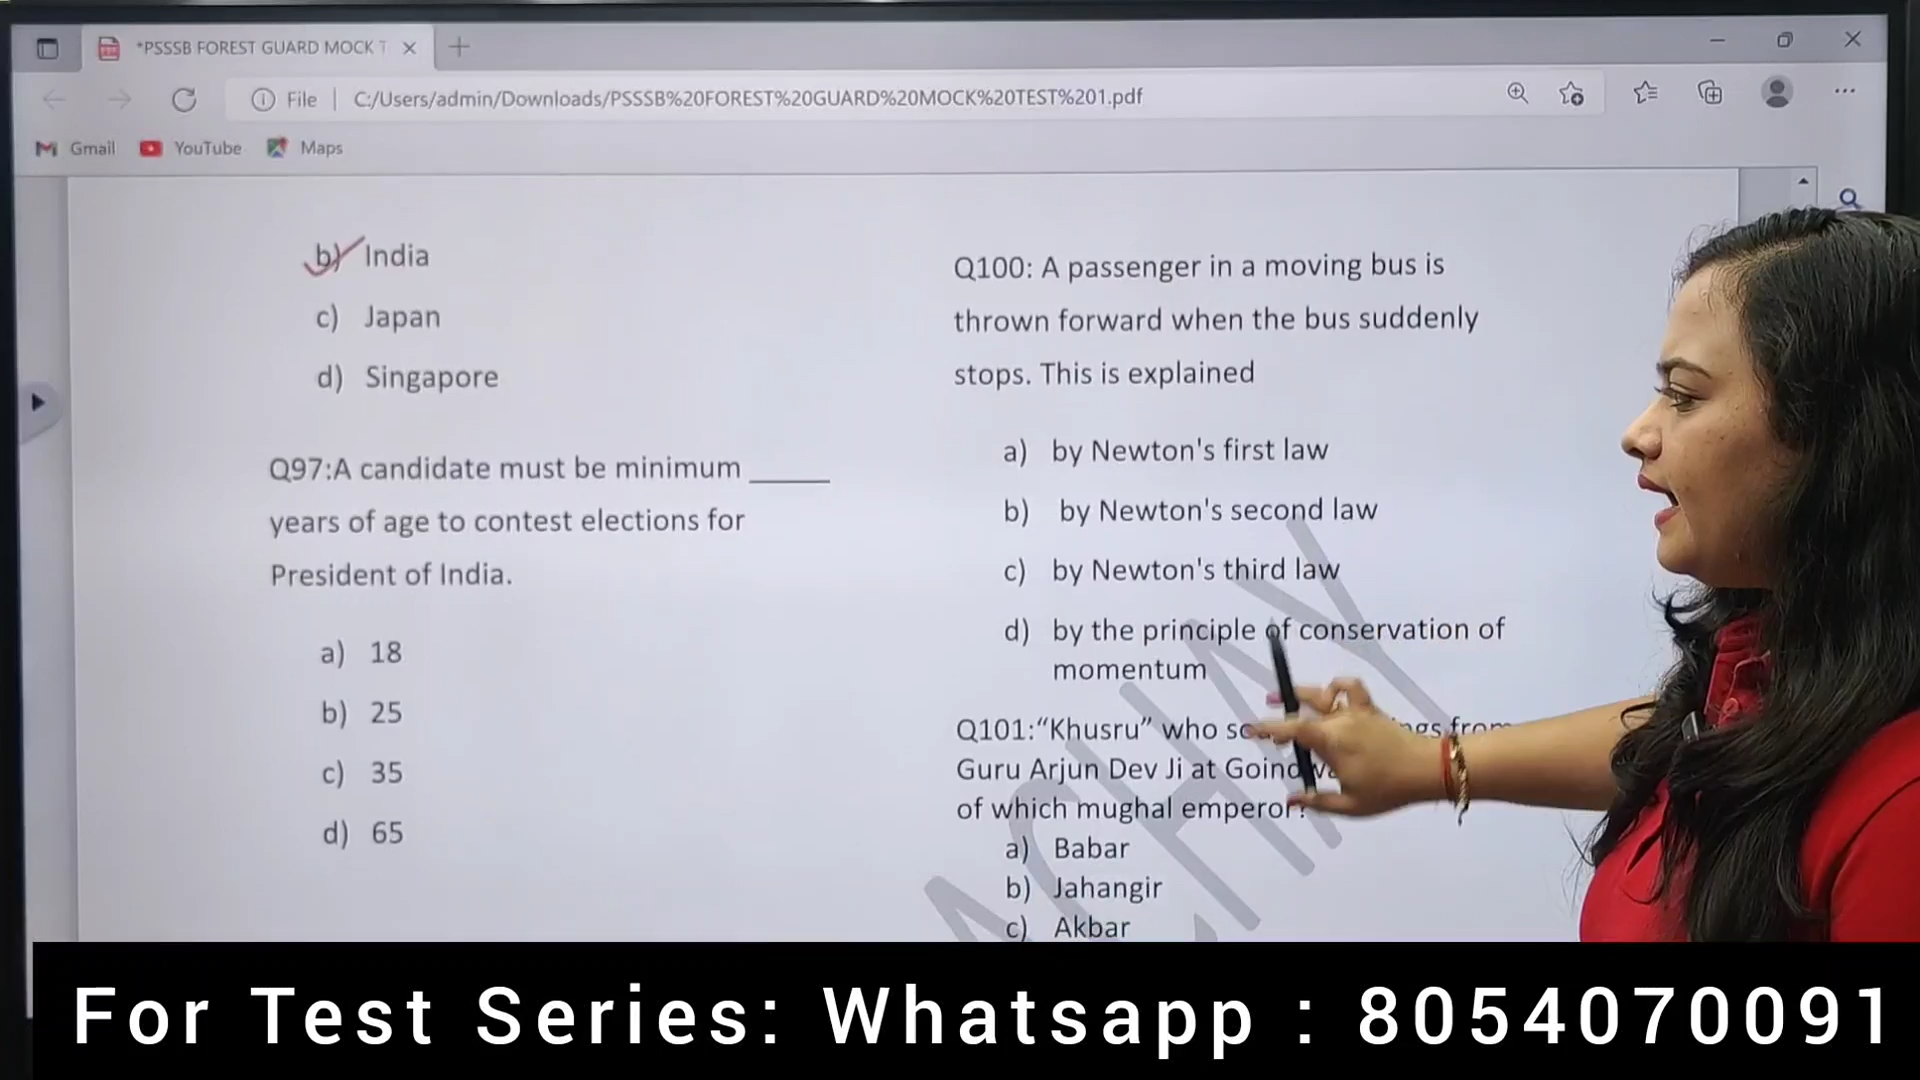 *PSSSB FOREST GUARD MOCK T
File
C:/Users/admin/Downloads/PSSSB%20FOREST%20GUARD%20MOCK%20TEST%201.pdf
Gmail
YouTube
Maps
b) India
c) Japan
d) Singapore
Q97:A candidate must be minimum _____
years of age to contest elections for
President of India.
a) 18
b) 25
c) 35
d) 65
Q100: A passenger in a moving bus is
thrown forward when the bus suddenly
stops. This is explained
a) by Newton's first law
b) by Newton's second law
c) by Newton's third law
d) by the principle of conservation of
momentum
Q101:“Khusru” who
Guru Arjun Dev Ji at
of which mughal emperor?
a) Babar
b) Jahangir
c) Akbar
For Test Series: Whatsapp : 8054070091